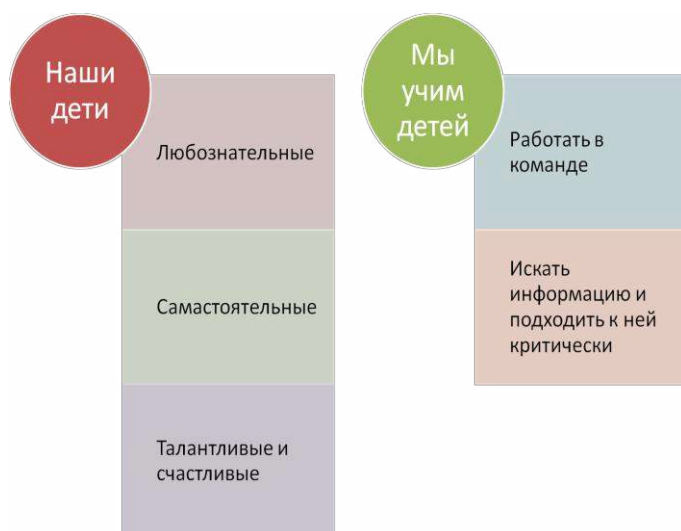 Наши
дети
Любознательные
Самастоятельные
Талантливые и
счастливые
Мы
учим
детей
Работать в
команде
Искать
информацию и
подходить к ней
критически